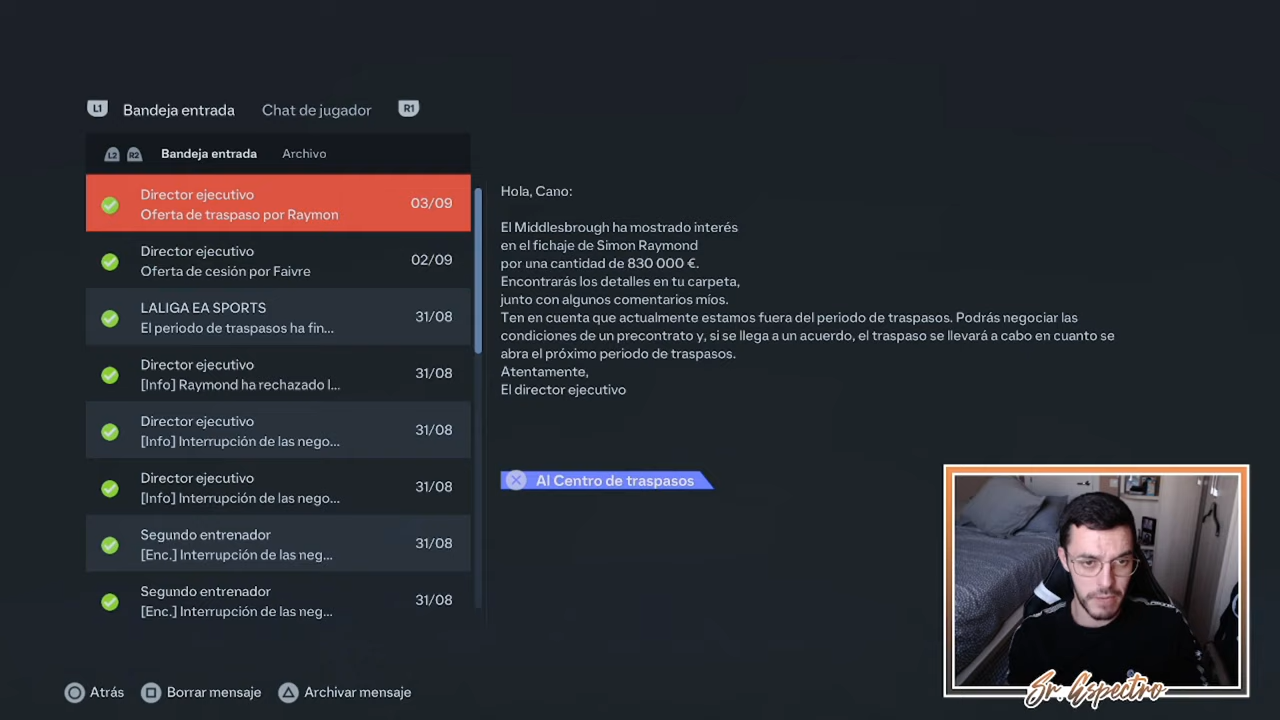 L1 Bandeja entrada Chat de jugador R1
L2 R2 Bandeja entrada Archivo
Director ejecutivo
Oferta de traspaso por Raymon
03/09
Director ejecutivo
Oferta de cesión por Faivre
02/09
LALIGA EA SPORTS
El periodo de traspasos ha fin...
31/08
Director ejecutivo
[Info] Raymond ha rechazado l...
31/08
Director ejecutivo
[Info] Interrupción de las nego...
31/08
Director ejecutivo
[Info] Interrupción de las nego...
31/08
Segundo entrenador
[Enc.] Interrupción de las neg...
31/08
Segundo entrenador
[Enc.] Interrupción de las neg...
31/08
Hola, Cano:
El Middlesbrough ha mostrado interés
en el fichaje de Simon Raymond
por una cantidad de 830 000 €.
Encontrarás los detalles en tu carpeta,
junto con algunos comentarios míos.
Ten en cuenta que actualmente estamos fuera del periodo de traspasos. Podrás negociar las
condiciones de un precontrato y, si se llega a un acuerdo, el traspaso se llevará a cabo en cuanto se
abra el próximo periodo de traspasos.
Atentamente,
El director ejecutivo
Al Centro de traspasos
Sr. Espectro
Atrás Borrar mensaje Archivar mensaje